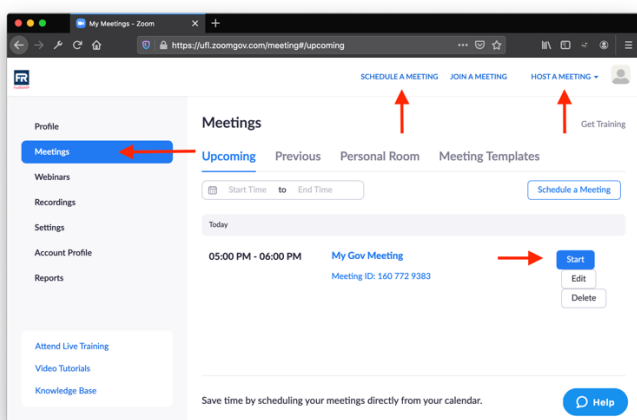 My Meetings - Zoom
https://ufl.zoomgov.com/meeting#/upcoming
FR
SCHEDULE A MEETING JOIN A MEETING HOST A MEETING
Profile
Meetings
Webinars
Recordings
Settings
Account Profile
Reports
Attend Live Training
Video Tutorials
Knowledge Base
Meetings
Get Training
Upcoming Previous Personal Room Meeting Templates
Start Time to End Time
Schedule a Meeting
Today
05:00 PM - 06:00 PM My Gov Meeting
Meeting ID: 160 772 9383
Start
Edit
Delete
Save time by scheduling your meetings directly from your calendar.
Help